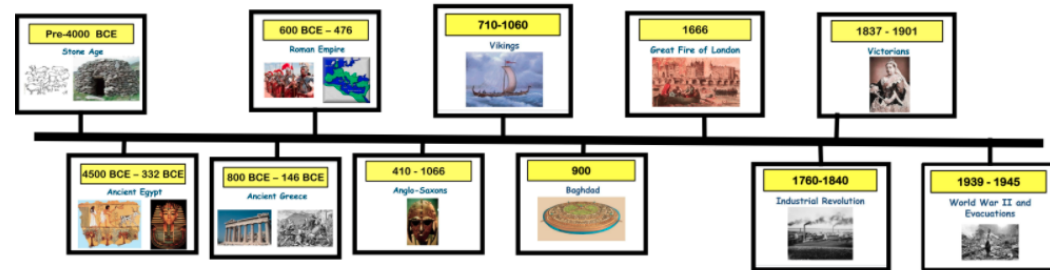 Pre-4000 BCE
Stone Age
600 BCE – 476
Roman Empire
710-1060
Vikings
1666
Great Fire of London
1837 - 1901
Victorians
4500 BCE – 332 BCE
Ancient Egypt
800 BCE – 146 BCE
Ancient Greece
410 - 1066
Anglo-Saxons
900
Baghdad
1760-1840
Industrial Revolution
1939 - 1945
World War II and
Evacuations